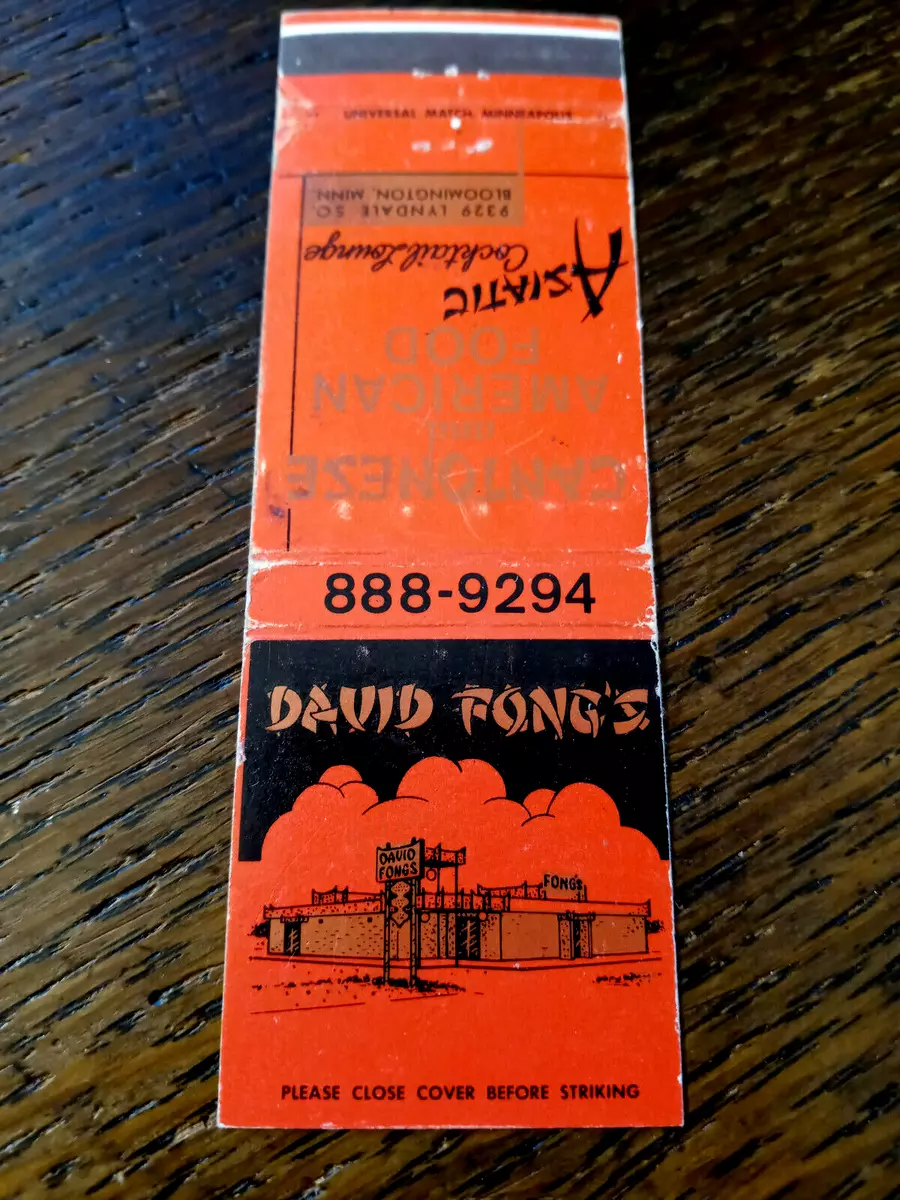 UNIVERSAL MATCH, MINNEAPOLIS
CANTONESE
and
AMERICAN
FOOD
ASIATIC
Cocktail Lounge
9329 LYNDALE SO.
BLOOMINGTON, MINN.
888-9294
DAVID FONG'S
DAVID
FONGS
FONG'S
PLEASE CLOSE COVER BEFORE STRIKING